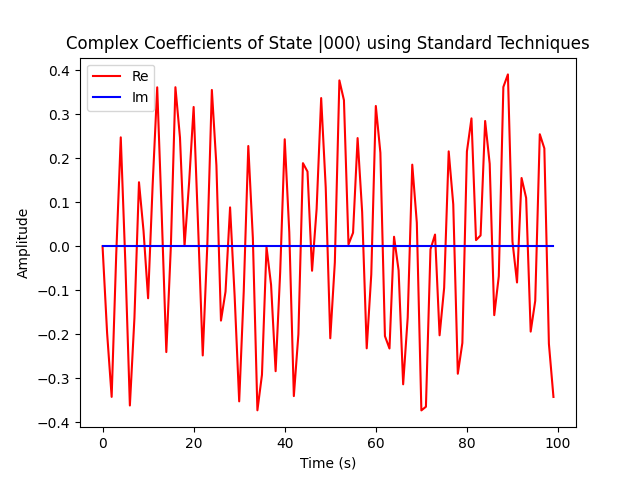 Complex Coefficients of State |000⟩ using Standard Techniques
Re
Im
Amplitude
0.4
0.3
0.2
0.1
0.0
−0.1
−0.2
−0.3
−0.4
0 20 40 60 80 100
Time (s)